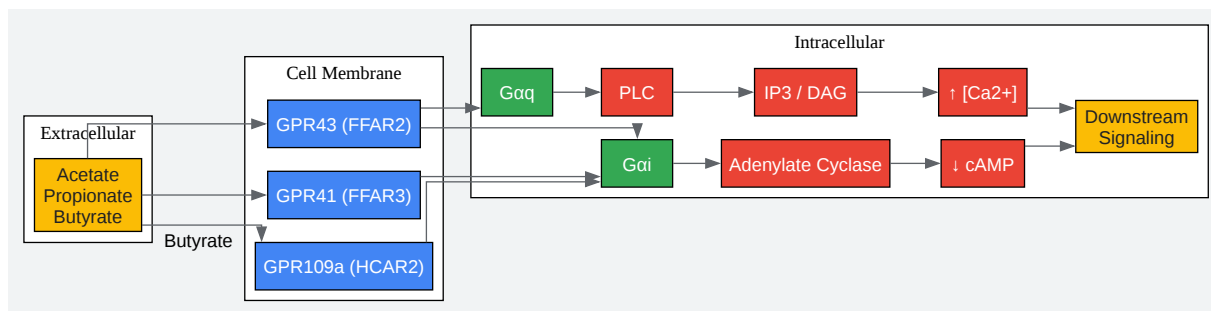 Extracellular
Acetate
Propionate
Butyrate
Butyrate
Cell Membrane
GPR43 (FFAR2)
GPR41 (FFAR3)
GPR109a (HCAR2)
Intracellular
Gαq
PLC
IP3 / DAG
↑ [Ca2+]
Gαi
Adenylate Cyclase
↓ cAMP
Downstream
Signaling